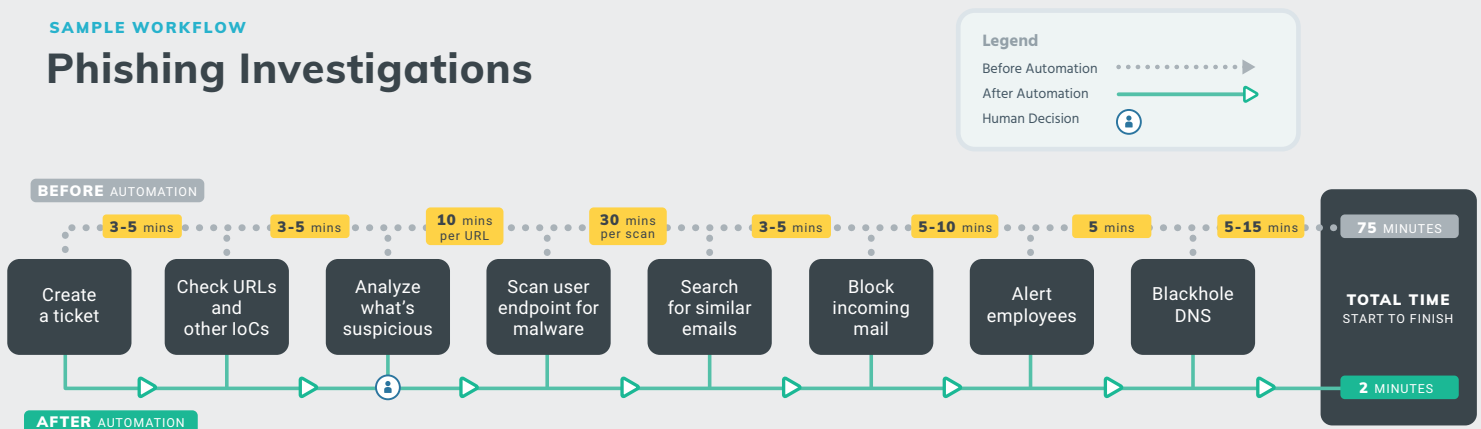 SAMPLE WORKFLOW
Phishing Investigations
Legend
Before Automation
After Automation
Human Decision
BEFORE AUTOMATION
3-5 mins
3-5 mins
10 mins
per URL
30 mins
per scan
3-5 mins
5-10 mins
5 mins
5-15 mins
75 MINUTES
Create
a ticket
Check URLs
and
other IoCs
Analyze
what's
suspicious
Scan user
endpoint for
malware
Search
for similar
emails
Block
incoming
mail
Alert
employees
Blackhole
DNS
TOTAL TIME
START TO FINISH
2 MINUTES
AFTER AUTOMATION